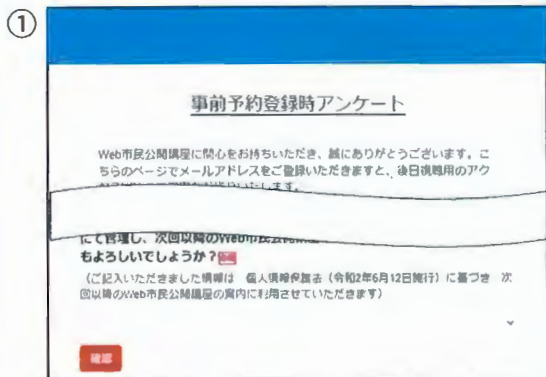 ①
事前予約登録時アンケート
Web市民公開講座に関心をお持ちいただき、誠にありがとうございます。こ
ちらのページでメールアドレスをご登録いただきますと、後日視聴用のアク
にて管理し、次回以降のWeb市民公開講座
もよろしいでしょうか?
(ご記入いただきました情報は 個人情報保護法(令和2年6月12日施行)に基づき 次
回以降のWeb市民公開講座の案内に利用させていただきます)
確認